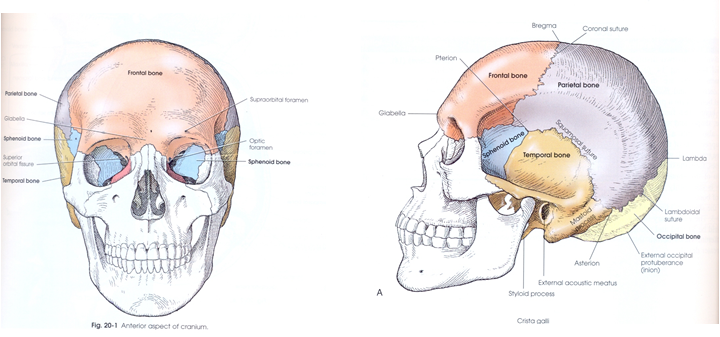 Frontal bone
Parietal bone
Glabella
Sphenoid bone
Superior
orbital fissure
Temporal bone
Supraorbital foramen
Optic
foramen
Sphenoid bone
Fig. 20-1 Anterior aspect of cranium.
Bregma
Coronal suture
Pterion
Frontal bone
Parietal bone
Glabella
Sphenoid bone
Squamosal suture
Temporal bone
Lambda
Mastoid
process
Lambdoidal
suture
Occipital bone
Asterion
External occipital
protuberance
(inion)
External acoustic meatus
Styloid process
A
Crista galli